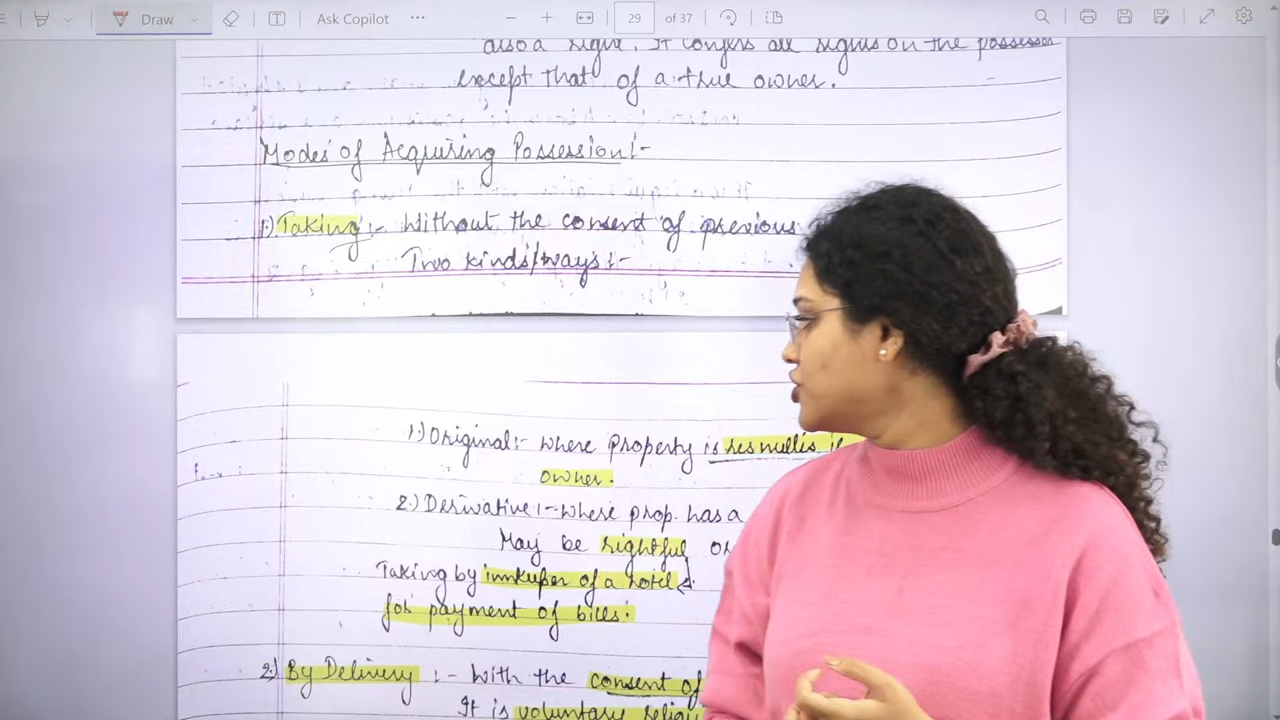 Draw
Ask Copilot
29 of 37
also a right. It confers all rights on the possessor
except that of a true owner.
Modes of Acquiring Possession:-
1.) Taking :- Without the consent of previous
Two kinds/ways :-
1.) Original :- where property is res nullis i.e
owner.
2.) Derivative :- where prop. has a
May be rightful or
Taking by innkeeper of a hotel
for payment of bills.
2.) By Delivery :- With the consent of
It is voluntary